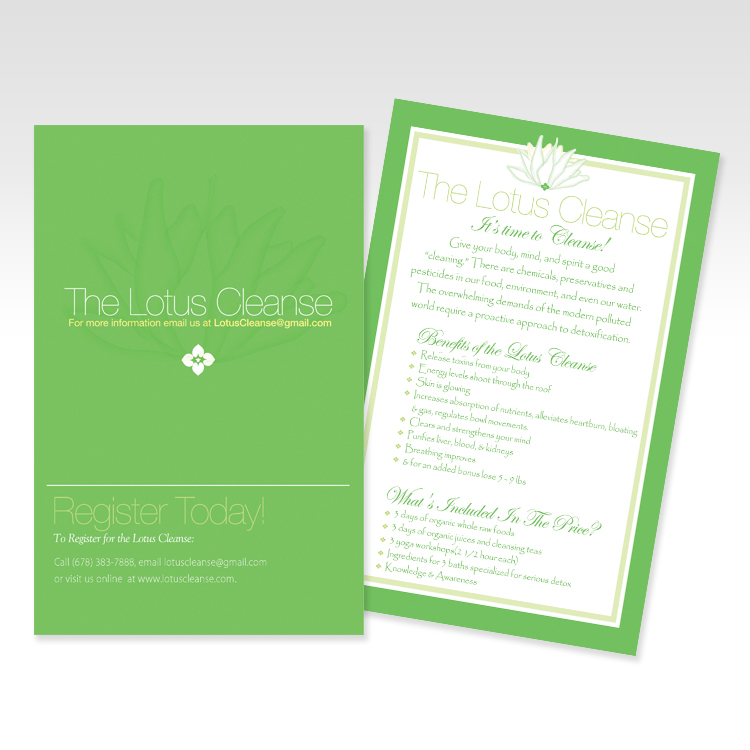 The Lotus Cleanse
For more information email us at LotusCleanse@gmail.com
Register Today!
To Register for the Lotus Cleanse:
Call (678) 383-7888, email lotuscleanse@gmail.com
or visit us online at www.lotuscleanse.com.
The Lotus Cleanse
It's time to Cleanse!
Give your body, mind, and spirit a good
"cleaning." There are chemicals, preservatives and
pesticides in our food, environment, and even our water.
The overwhelming demands of the modern polluted
world require a proactive approach to detoxification.
Benefits of the Lotus Cleanse
Release toxins from your body
Energy levels shoot through the roof
Skin is glowing
Increases absorption of nutrients, alleviates heartburn, bloating
& gas, regulates bowl movements.
Clears and strengthens your mind
Purifies liver, blood, & kidneys
Breathing improves
& for an added bonus lose 5 - 9 lbs
What's Included In The Price?
3 days of organic whole raw foods
3 days of organic juices and cleansing teas
3 yoga workshops(2 1/2 hour each)
Ingredients for 3 baths specialized for serious detox
Knowledge & Awareness